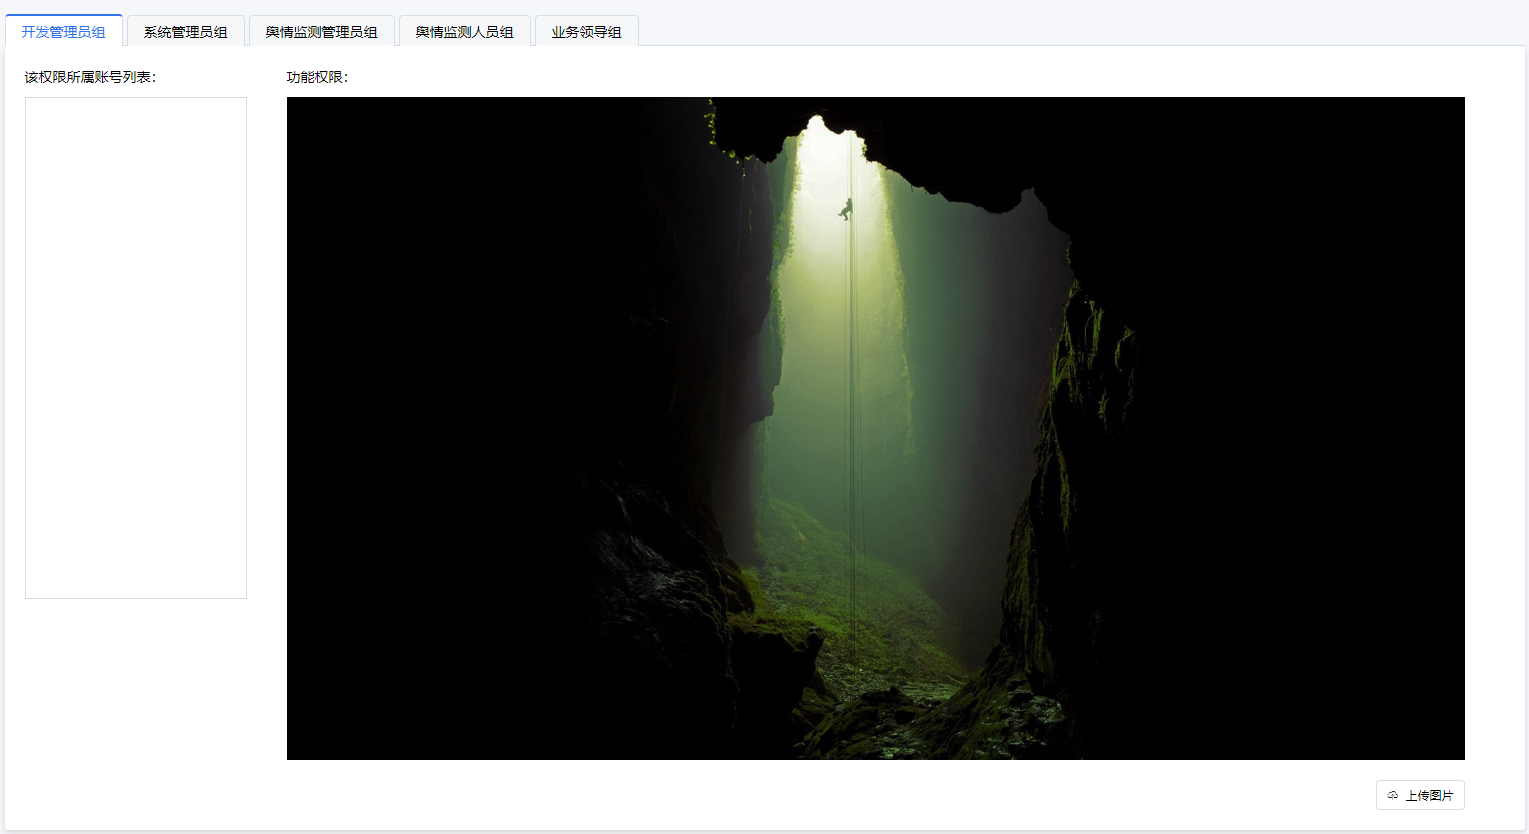 开发管理员组
系统管理员组
舆情监测管理员组
舆情监测人员组
业务领导组
该权限所属账号列表：
功能权限：
上传图片